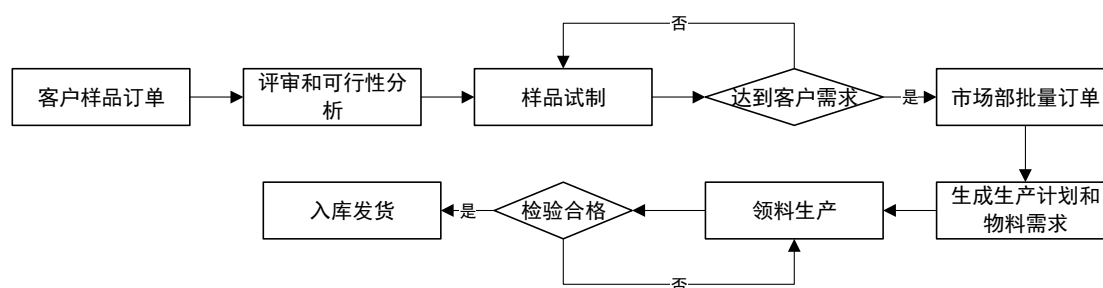 否
客户样品订单
评审和可行性分
析
样品试制
达到客户需求
是
市场部批量订单
入库发货
是
检验合格
领料生产
生成生产计划和
物料需求
否